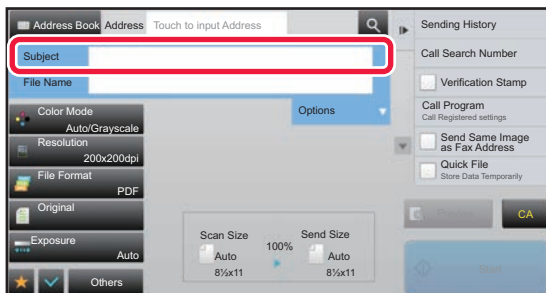 Address Book Address Touch to input Address
Subject
File Name
Options
Color Mode
Auto/Grayscale
Resolution
200x200dpi
File Format
PDF
Original
Exposure
Auto
Others
Scan Size
Auto
8½x11
100%
Send Size
Auto
8½x11
Sending History
Call Search Number
Verification Stamp
Call Program
Call Registered settings
Send Same Image
as Fax Address
Quick File
Store Data Temporarily
Preview
CA
Start